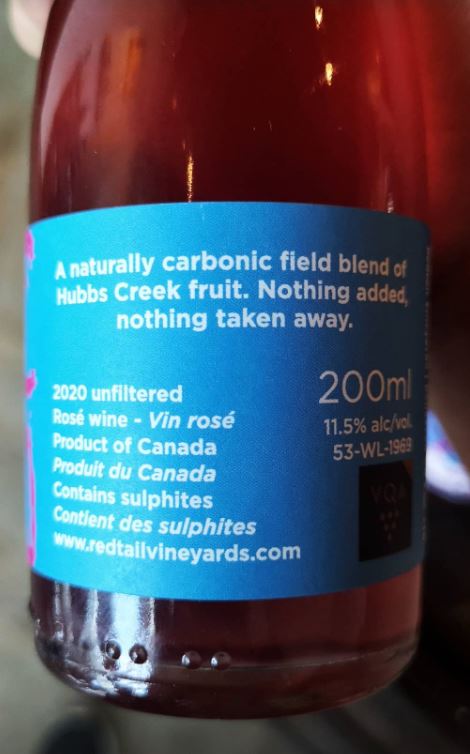 A naturally carbonic field blend of
Hubbs Creek fruit. Nothing added,
nothing taken away.
2020 unfiltered
Rosé wine - Vin rosé
Product of Canada
Produit du Canada
Contains sulphites
Contient des sulphites
www.redtailvineyards.com
200ml
11.5% alc/vol.
53-WL-1969
VQA